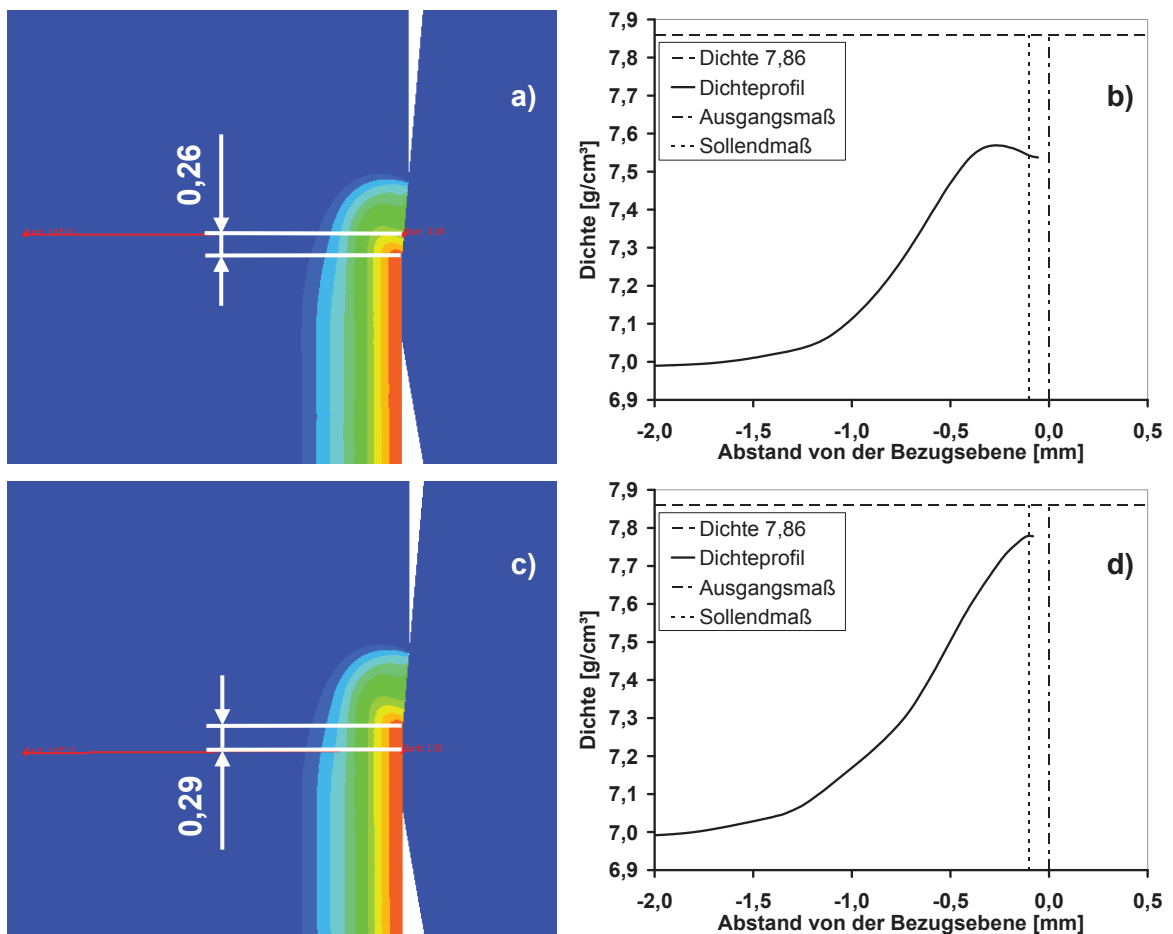 a)
0,26
7,9
7,8
7,7
7,6
7,5
7,4
7,3
7,2
7,1
7,0
6,9
Dichte [g/cm³]
Dichte 7,86
Dichteprofil
Ausgangsmaß
Sollendmaß
b)
-2,0 -1,5 -1,0 -0,5 0,0 0,5
Abstand von der Bezugsebene [mm]
c)
0,29
7,9
7,8
7,7
7,6
7,5
7,4
7,3
7,2
7,1
7,0
6,9
Dichte [g/cm³]
Dichte 7,86
Dichteprofil
Ausgangsmaß
Sollendmaß
d)
-2,0 -1,5 -1,0 -0,5 0,0 0,5
Abstand von der Bezugsebene [mm]